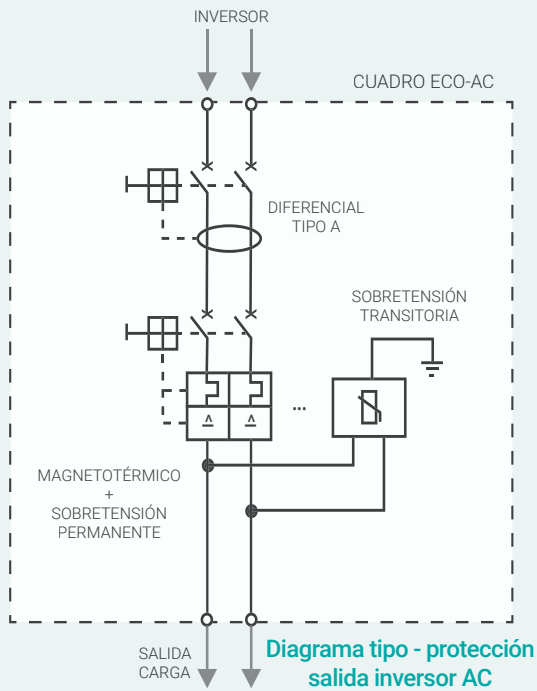 INVERSOR
CUADRO ECO-AC
DIFERENCIAL
TIPO A
SOBRETENSIÓN
TRANSITORIA
...
MAGNETOTÉRMICO
+
SOBRETENSIÓN
PERMANENTE
SALIDA
CARGA
Diagrama tipo - protección
salida inversor AC